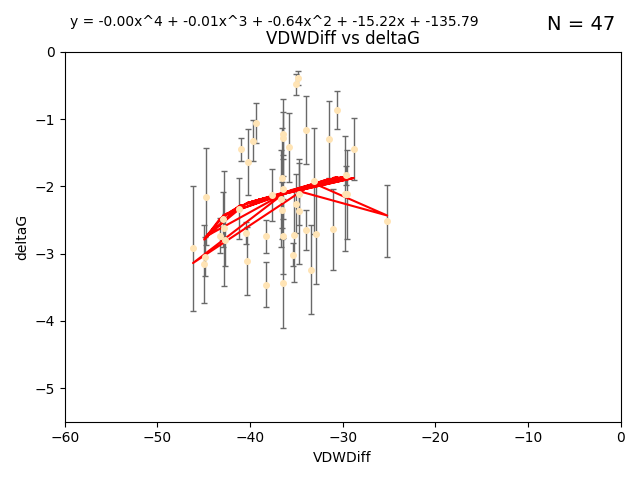 y = -0.00x^4 + -0.01x^3 + -0.64x^2 + -15.22x + -135.79
N = 47
VDWDiff vs deltaG
0
−1
−2
−3
−4
−5
deltaG
−60 −50 −40 −30 −20 −10 0
VDWDiff